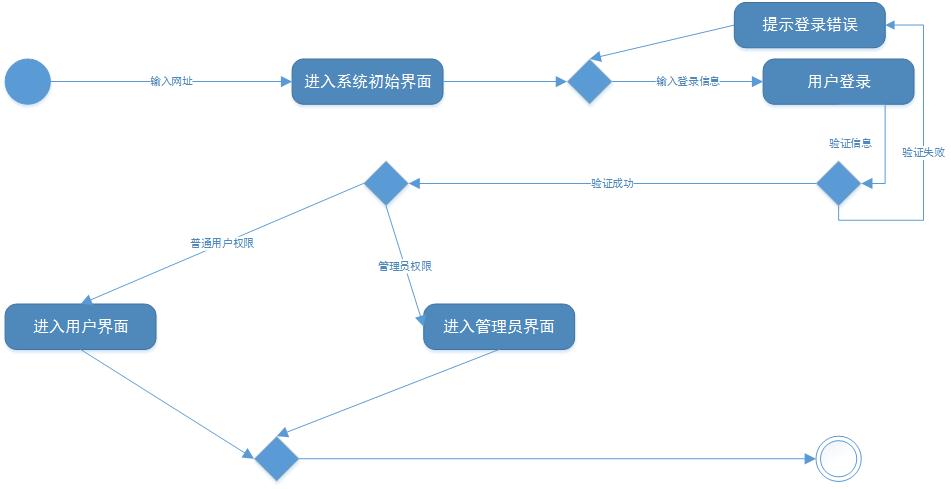 提示登录错误
输入网址
进入系统初始界面
输入登录信息
用户登录
验证信息
验证失败
验证成功
普通用户权限
管理员权限
进入用户界面
进入管理员界面